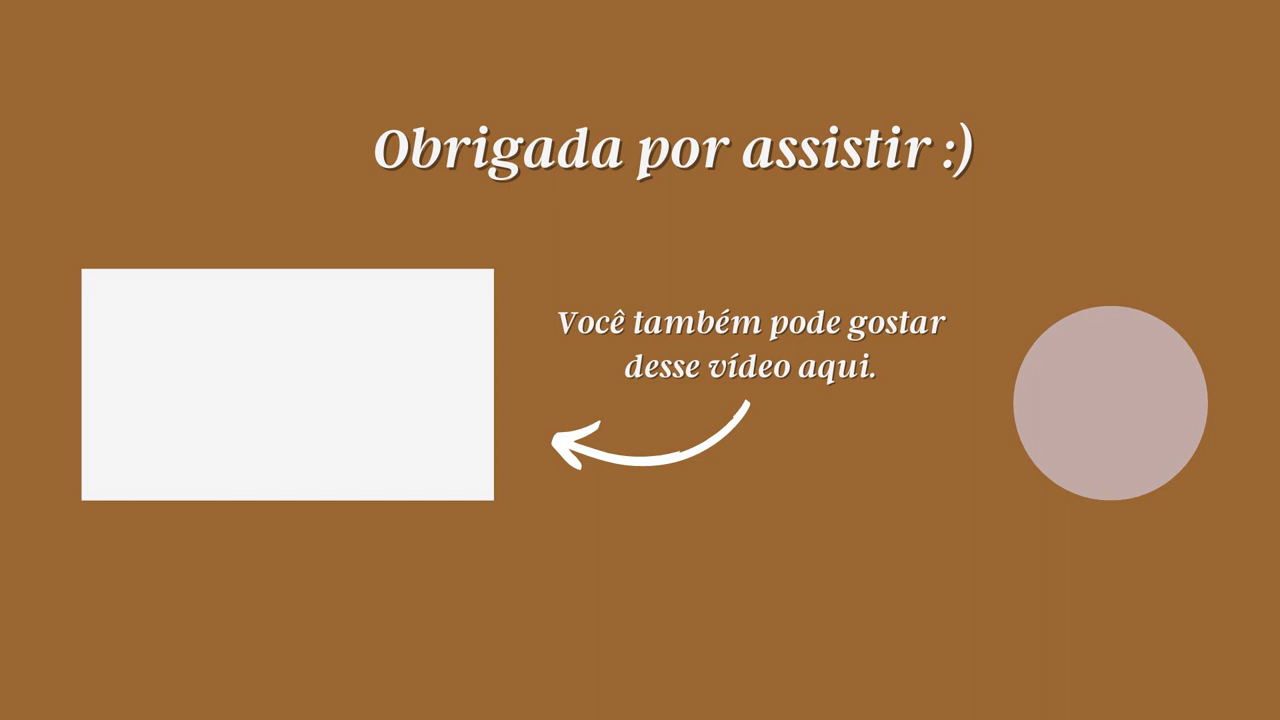 Obrigada por assistir :)
Você também pode gostar
desse vídeo aqui.